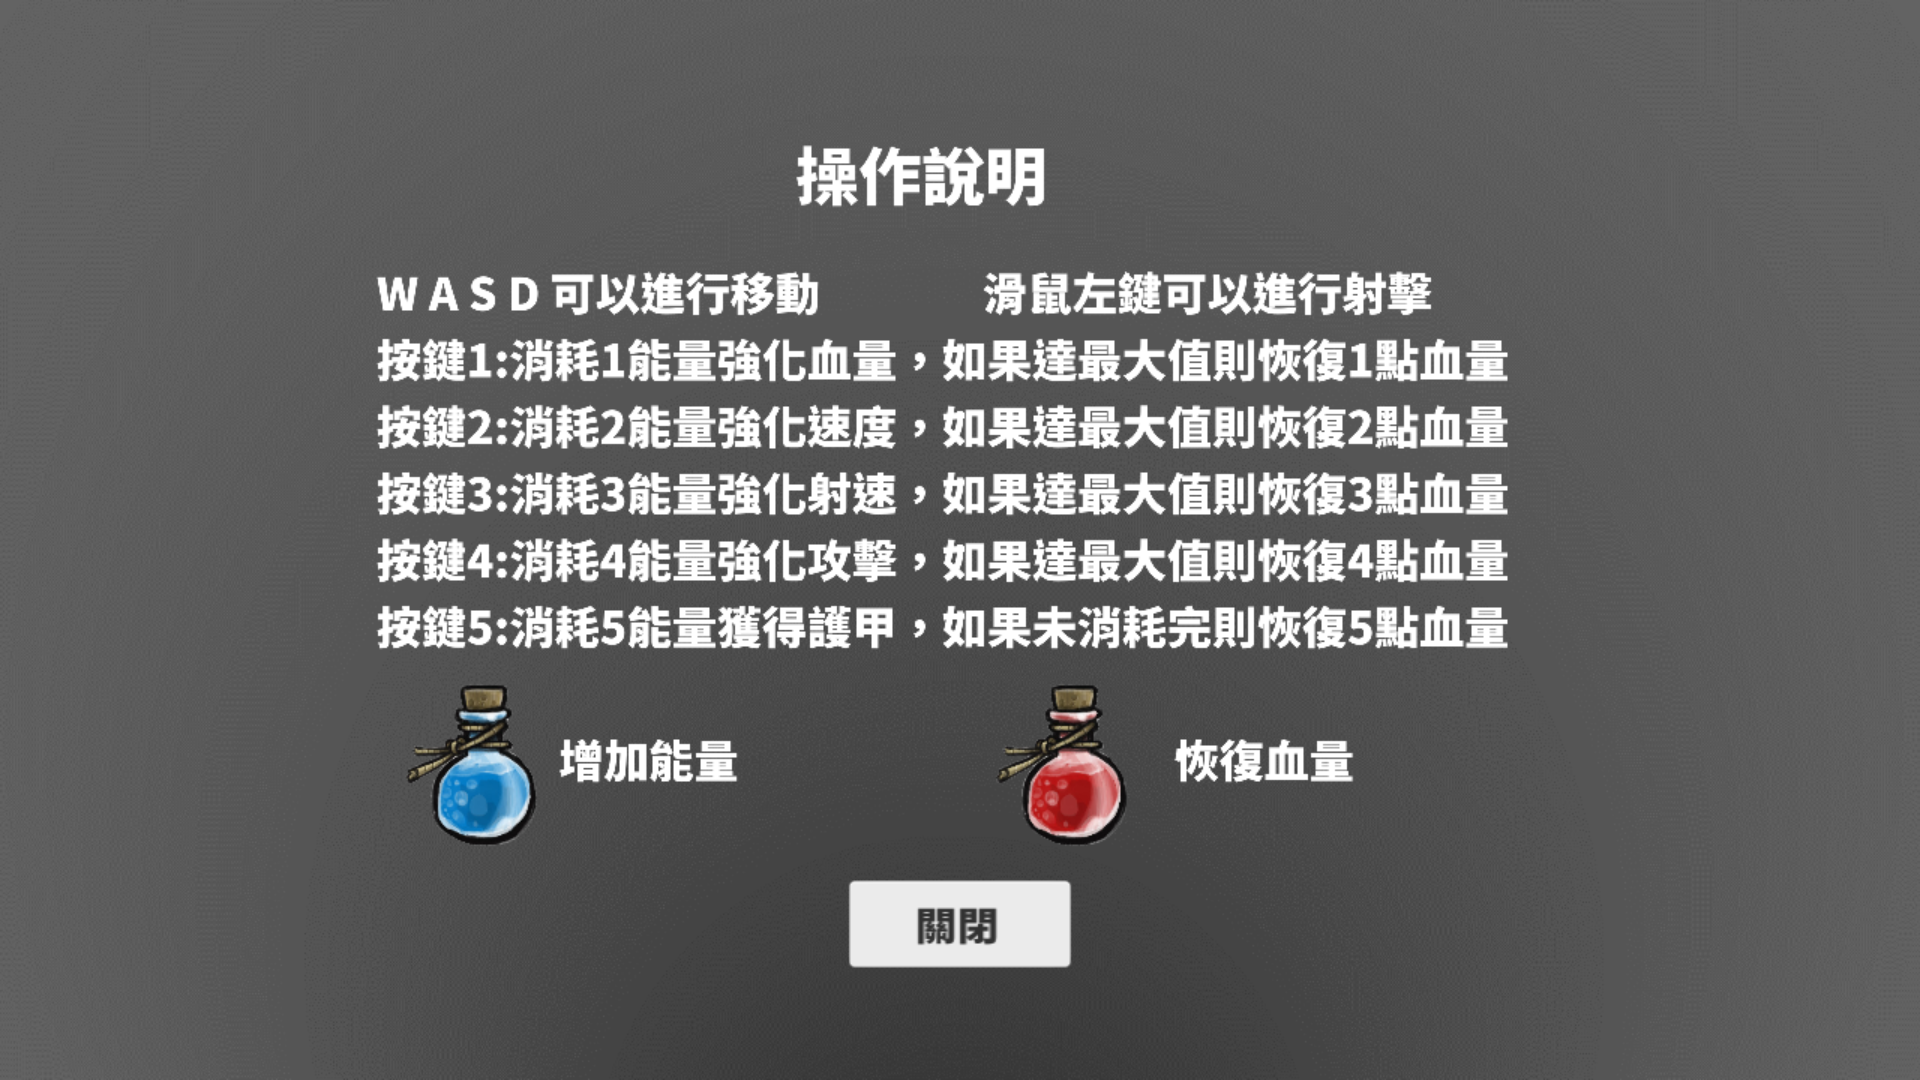 操作說明
W A S D 可以進行移動 滑鼠左鍵可以進行射擊
按鍵1:消耗1能量強化血量，如果達最大值則恢復1點血量
按鍵2:消耗2能量強化速度，如果達最大值則恢復2點血量
按鍵3:消耗3能量強化射速，如果達最大值則恢復3點血量
按鍵4:消耗4能量強化攻擊，如果達最大值則恢復4點血量
按鍵5:消耗5能量獲得護甲，如果未消耗完則恢復5點血量
增加能量 恢復血量
關閉